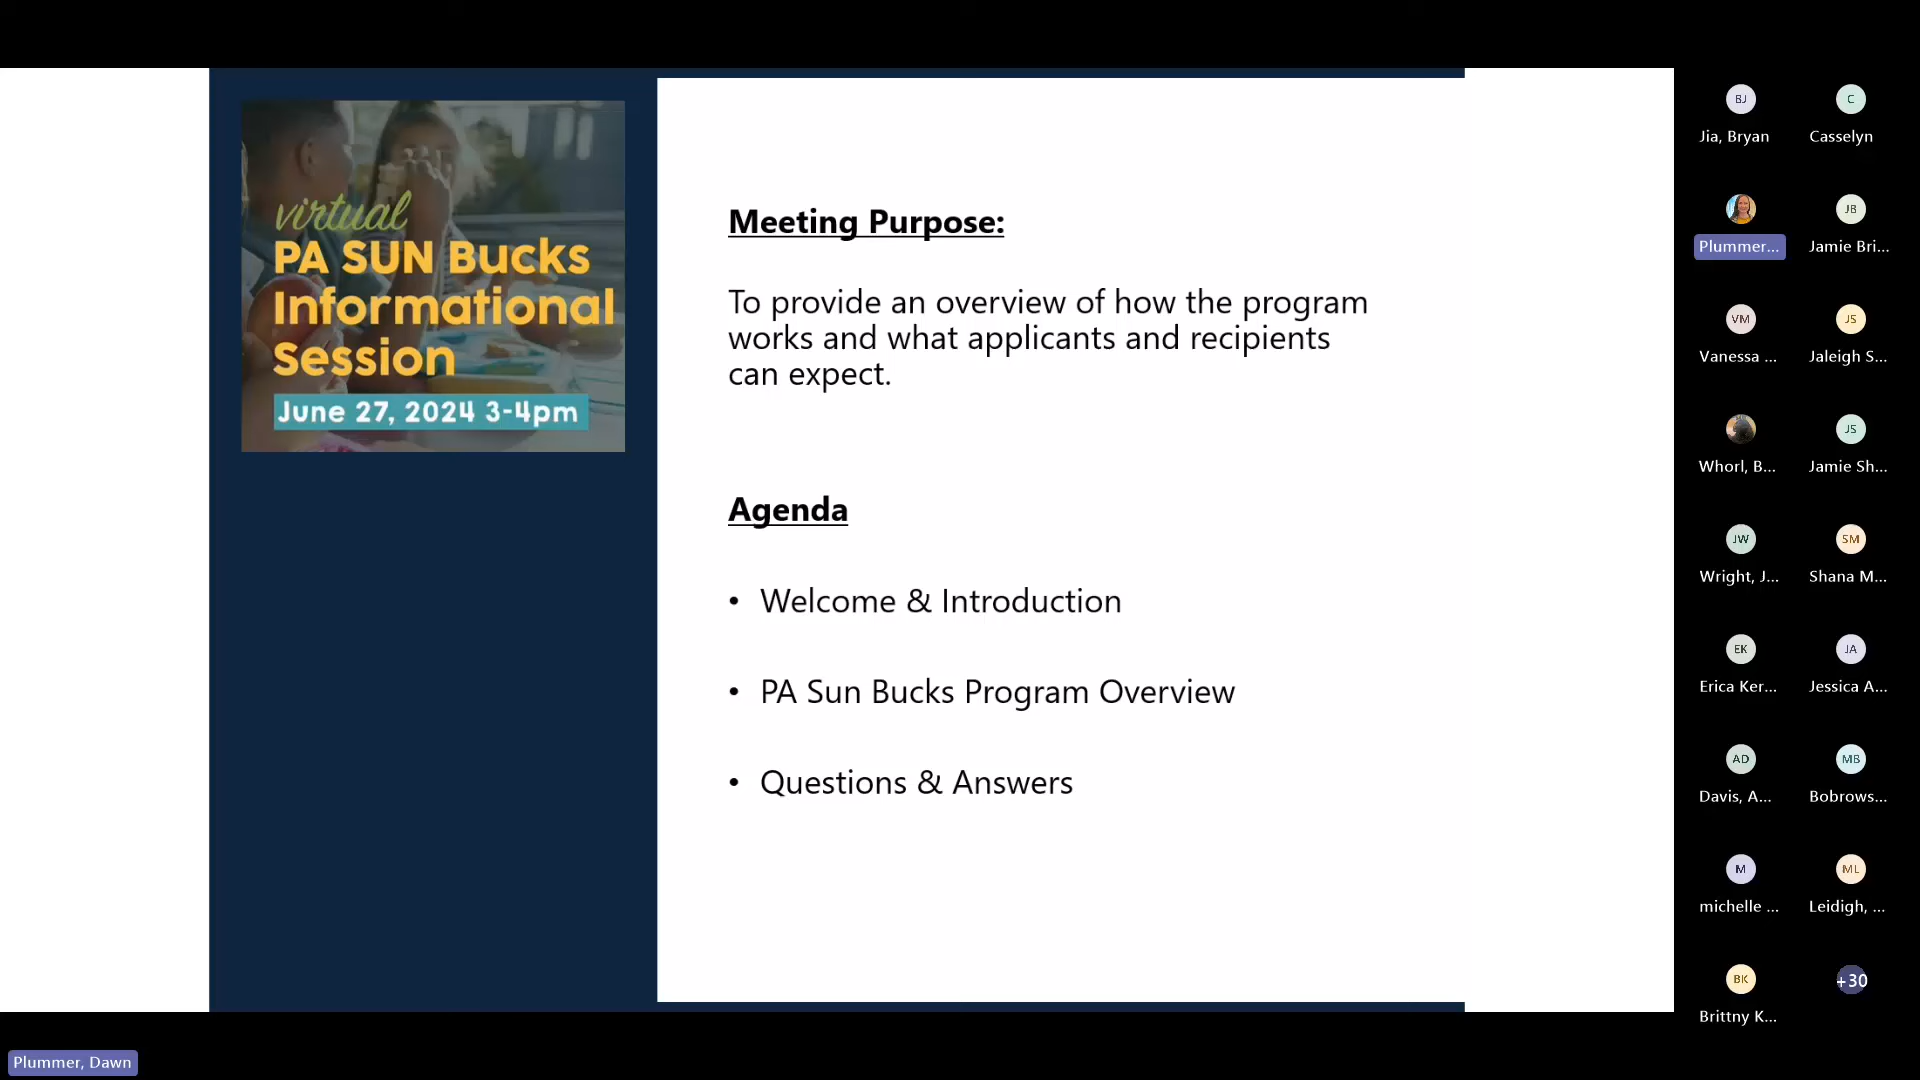 virtual
PA SUN Bucks
Informational
Session
June 27, 2024 3-4pm
Meeting Purpose:
To provide an overview of how the program
works and what applicants and recipients
can expect.
Agenda
• Welcome & Introduction
• PA Sun Bucks Program Overview
• Questions & Answers
BJ
C
Jia, Bryan
Casselyn
JB
Plummer...
Jamie Bri...
VM
JS
Vanessa ...
Jaleigh S...
JS
Whorl, B...
Jamie Sh...
JW
SM
Wright, J...
Shana M...
EK
JA
Erica Ker...
Jessica A...
AD
MB
Davis, A...
Bobrows...
M
ML
michelle ...
Leidigh, ...
BK
+30
Brittny K...
Plummer, Dawn